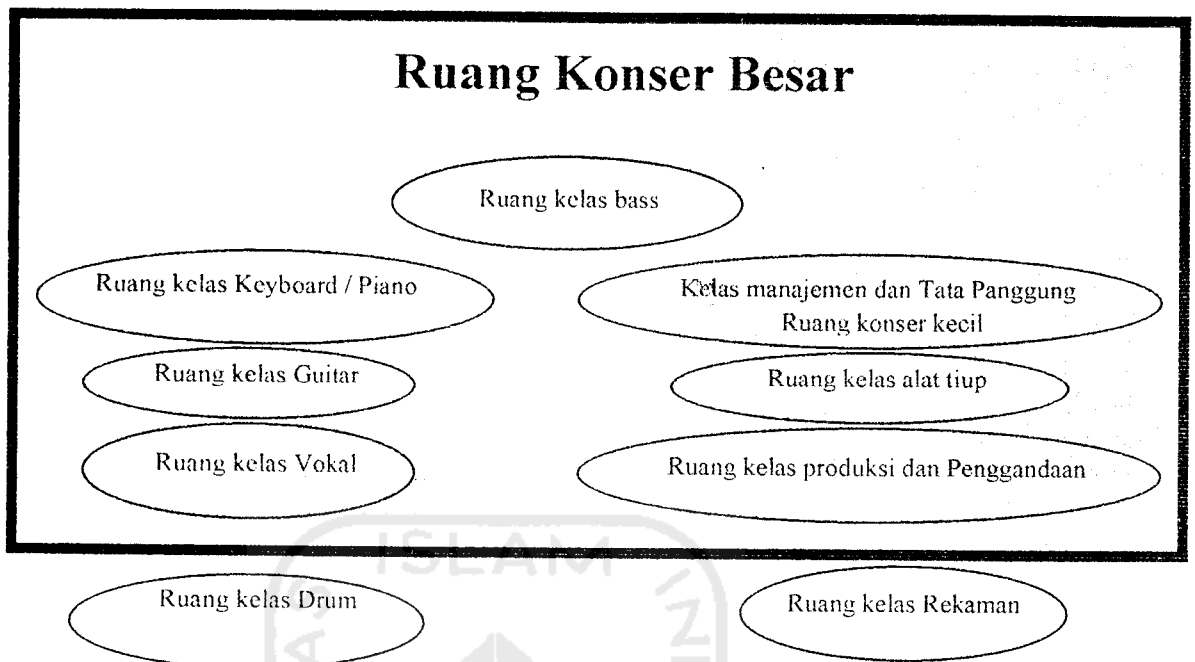 Ruang Konser Besar
Ruang kelas bass
Ruang kelas Keyboard / Piano
Kelas manajemen dan Tata Panggung
Ruang konser kecil
Ruang kelas Guitar
Ruang kelas alat tiup
Ruang kelas Vokal
Ruang kelas produksi dan Penggandaan
ISLAM
Ruang kelas Drum
Ruang kelas Rekaman